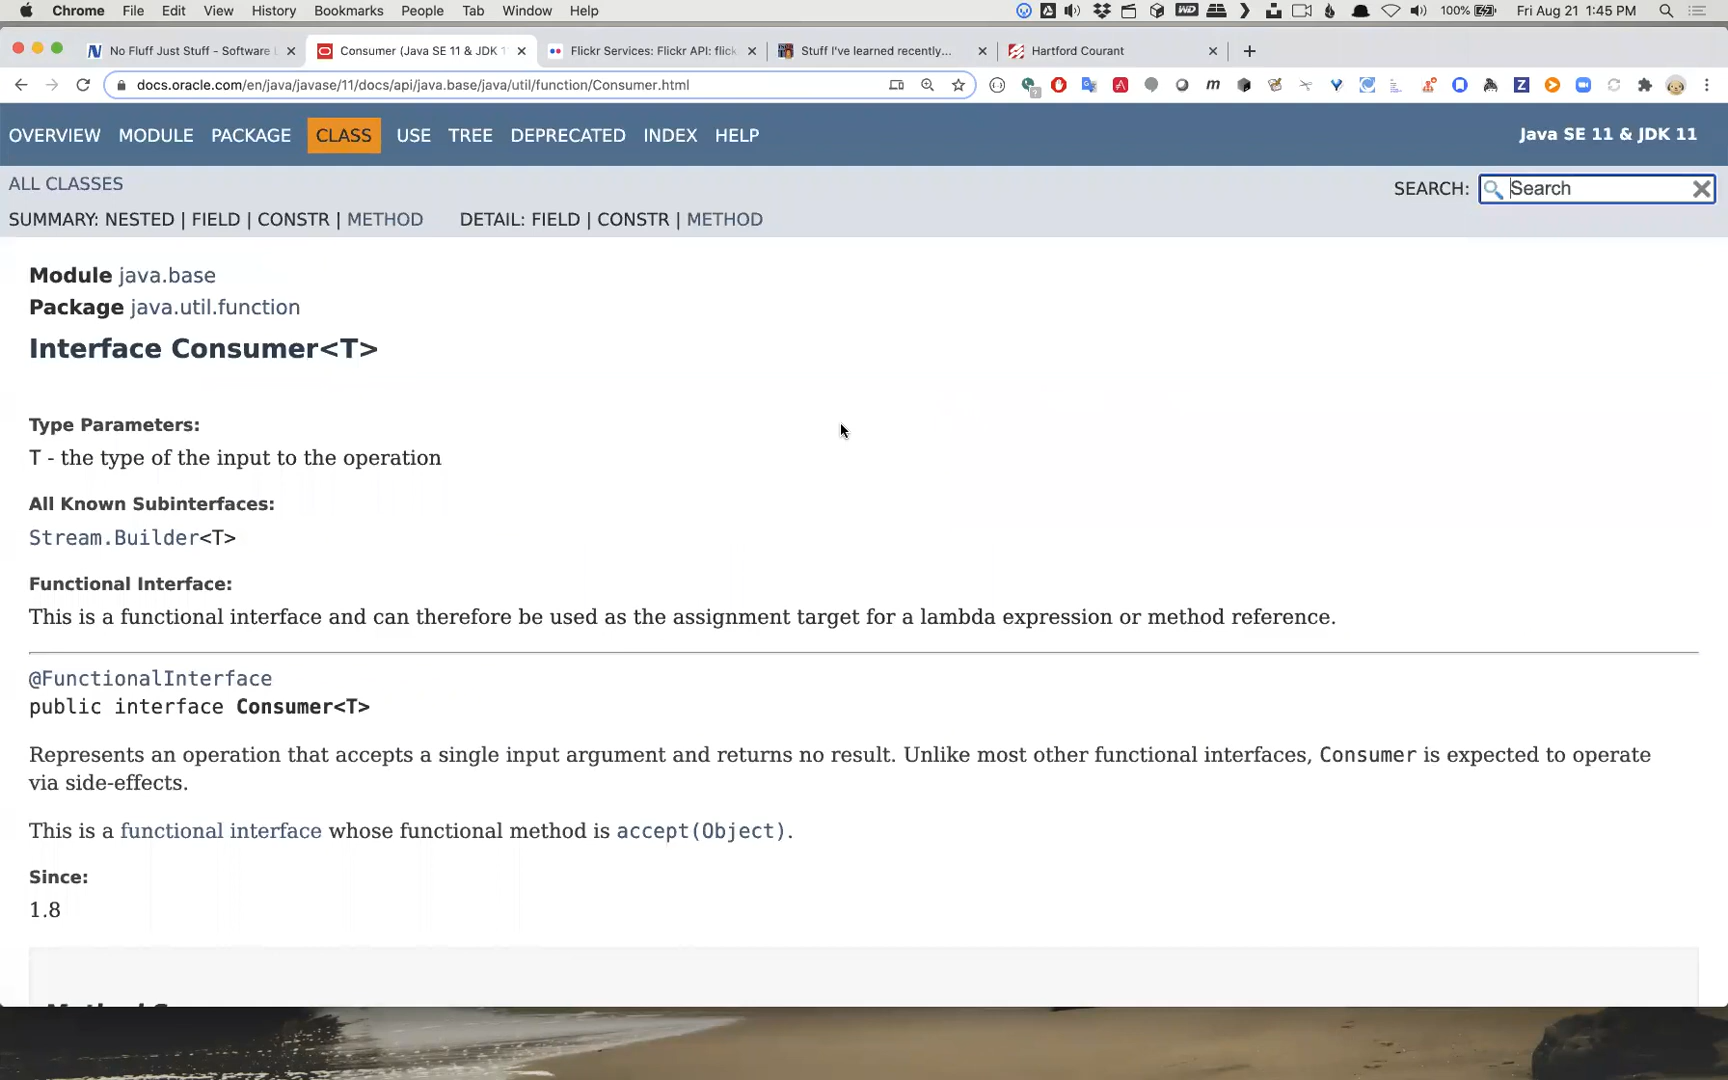 Chrome File Edit View History Bookmarks People Tab Window Help 100% Fri Aug 21 1:45 PM
No Fluff Just Stuff - Software Consumer (Java SE 11 & JDK 1 Flickr Services: Flickr API: flick Stuff I've learned recently... Hartford Courant
docs.oracle.com/en/java/javase/11/docs/api/java.base/java/util/function/Consumer.html
OVERVIEW MODULE PACKAGE CLASS USE TREE DEPRECATED INDEX HELP Java SE 11 & JDK 11
ALL CLASSES
SEARCH: Search
SUMMARY: NESTED | FIELD | CONSTR | METHOD DETAIL: FIELD | CONSTR | METHOD
Module java.base
Package java.util.function
Interface Consumer<T>
Type Parameters:
T - the type of the input to the operation
All Known Subinterfaces:
Stream.Builder<T>
Functional Interface:
This is a functional interface and can therefore be used as the assignment target for a lambda expression or method reference.
@FunctionalInterface
public interface Consumer<T>
Represents an operation that accepts a single input argument and returns no result. Unlike most other functional interfaces, Consumer is expected to operate
via side-effects.
This is a functional interface whose functional method is accept(Object).
Since:
1.8